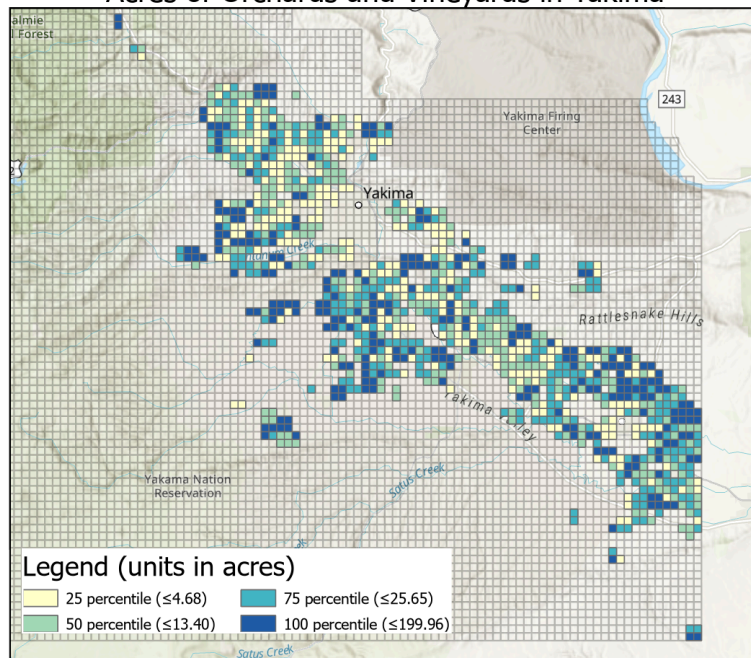 Acres of Orchards and Vineyards in Yakima
almie
l Forest
243
Yakima Firing
Center
Yakima
Creek
Rattlesnake Hills
Yakima Valley
Yakama Nation
Reservation
Satus Creek
Legend (units in acres)
25 percentile (≤4.68)
75 percentile (≤25.65)
50 percentile (≤13.40)
100 percentile (≤199.96)
Satus Creek